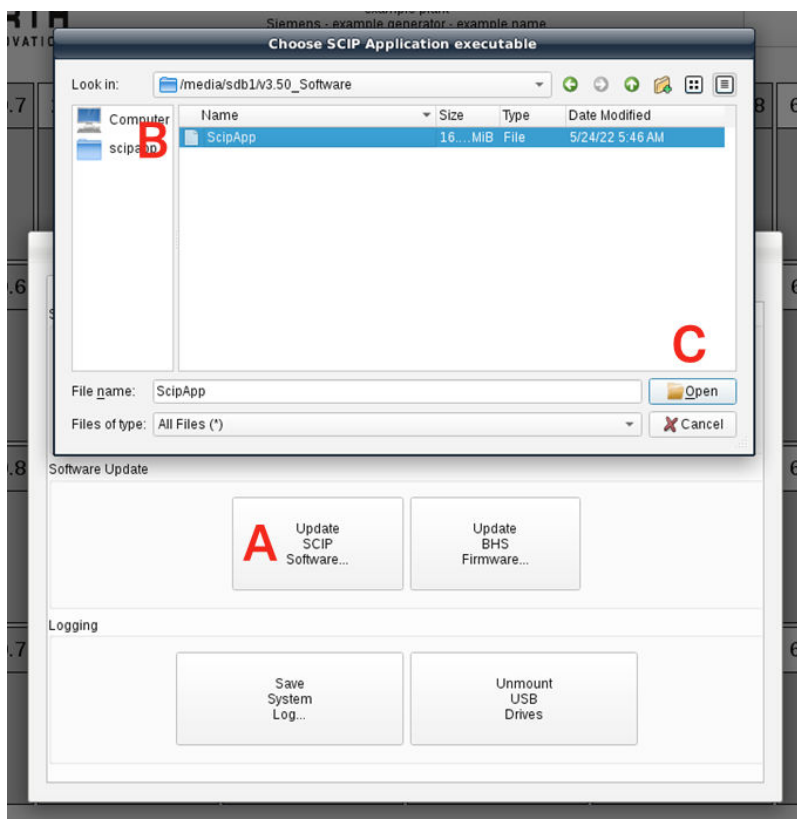 Siemens - example generator - example name
Choose SCIP Application executable
Look in: /media/sdb1/v3.50_Software
Computer
scipapp
Name Size Type Date Modified
ScipApp 16....MiB File 5/24/22 5:46 AM
B
C
File name: ScipApp Open
Files of type: All Files (*) Cancel
Software Update
A
Update
SCIP
Software...
Update
BHS
Firmware...
Logging
Save
System
Log...
Unmount
USB
Drives